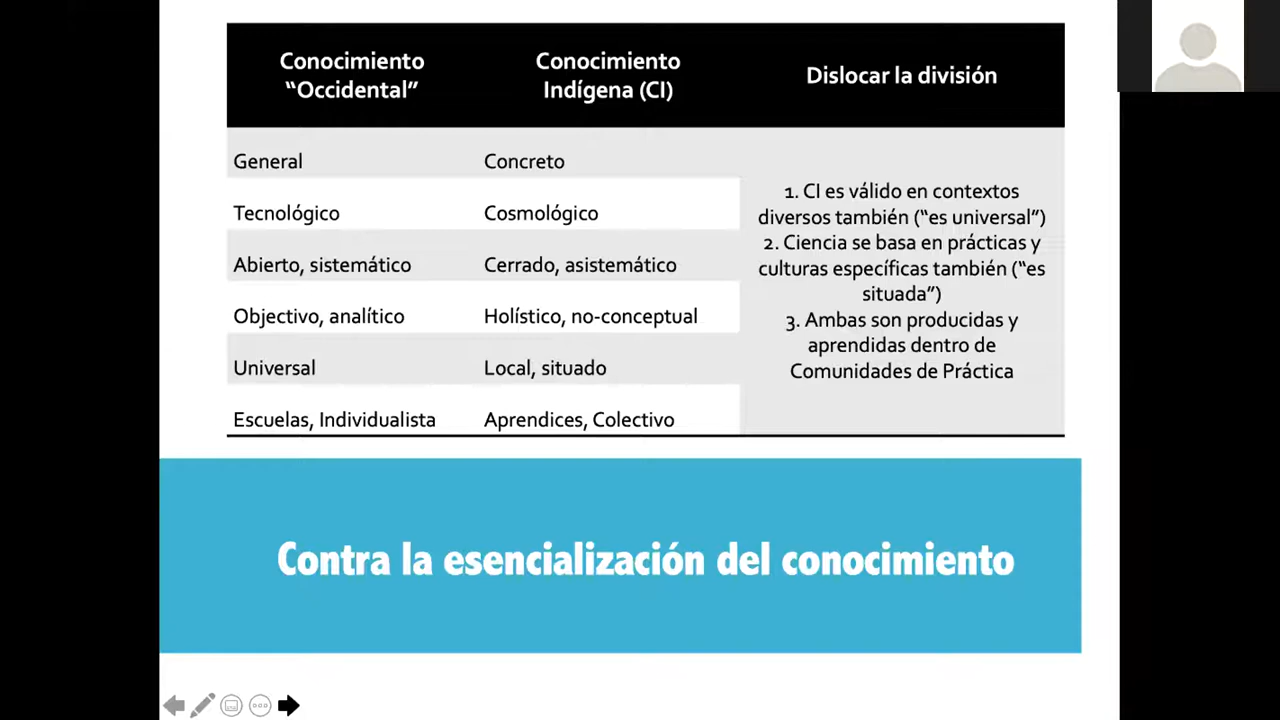 Conocimiento
“Occidental”
Conocimiento
Indígena (CI)
Dislocar la división
General
Concreto
Tecnológico
Cosmológico
Abierto, sistemático
Cerrado, asistemático
Objectivo, analítico
Holístico, no-conceptual
Universal
Local, situado
Escuelas, Individualista
Aprendices, Colectivo
1. CI es válido en contextos
diversos también (“es universal”)
2. Ciencia se basa en prácticas y
culturas específicas también (“es
situada”)
3. Ambas son producidas y
aprendidas dentro de
Comunidades de Práctica
Contra la esencialización del conocimiento